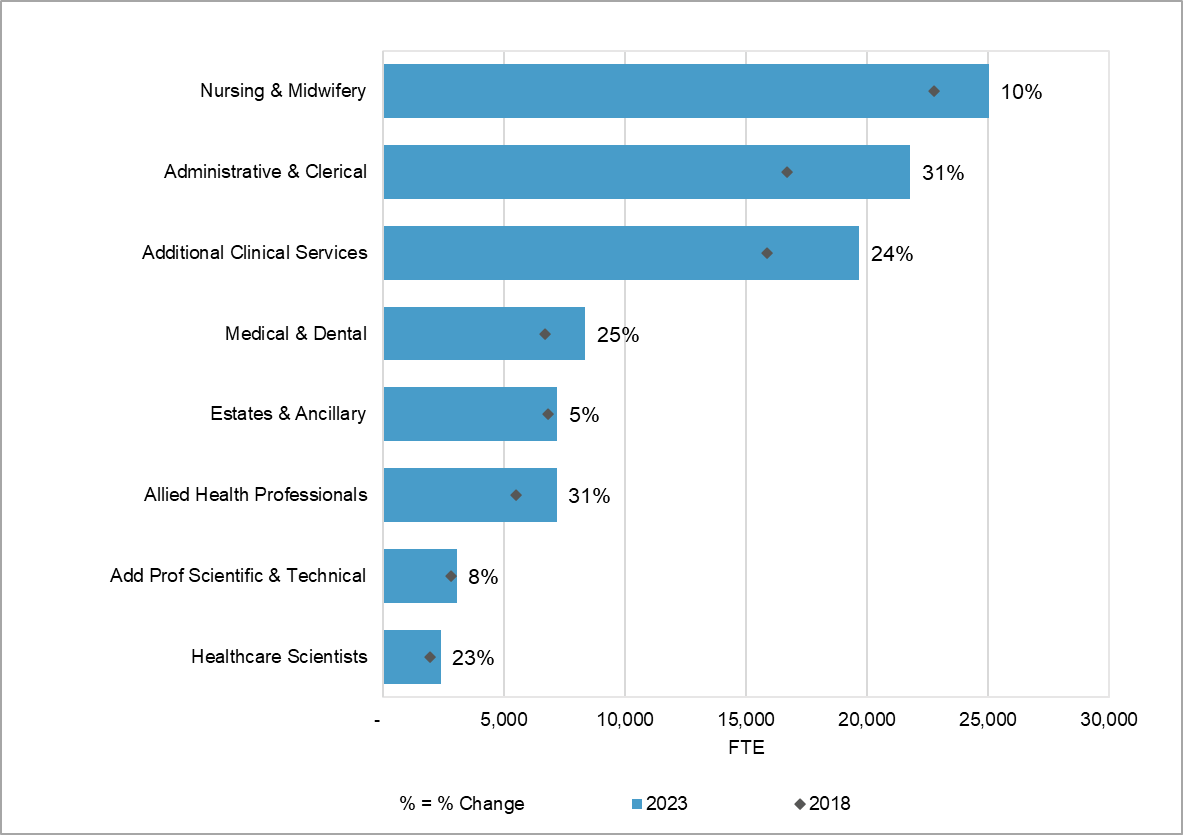 Nursing & Midwifery 10%
Administrative & Clerical 31%
Additional Clinical Services 24%
Medical & Dental 25%
Estates & Ancillary 5%
Allied Health Professionals 31%
Add Prof Scientific & Technical 8%
Healthcare Scientists 23%
- 5,000 10,000 15,000 20,000 25,000 30,000
FTE
% = % Change 2023 2018